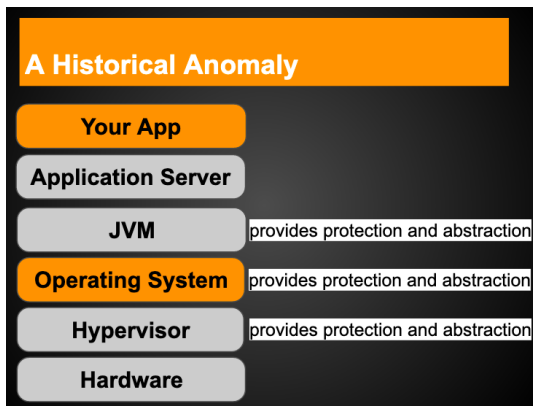 A Historical Anomaly
Your App
Application Server
JVM provides protection and abstraction
Operating System provides protection and abstraction
Hypervisor provides protection and abstraction
Hardware